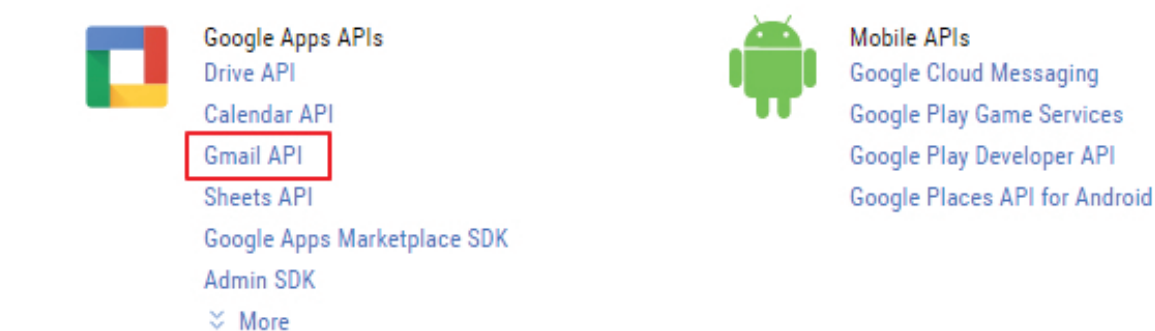 Google Apps APIs
Drive API
Calendar API
Gmail API
Sheets API
Google Apps Marketplace SDK
Admin SDK
More
Mobile APIs
Google Cloud Messaging
Google Play Game Services
Google Play Developer API
Google Places API for Android